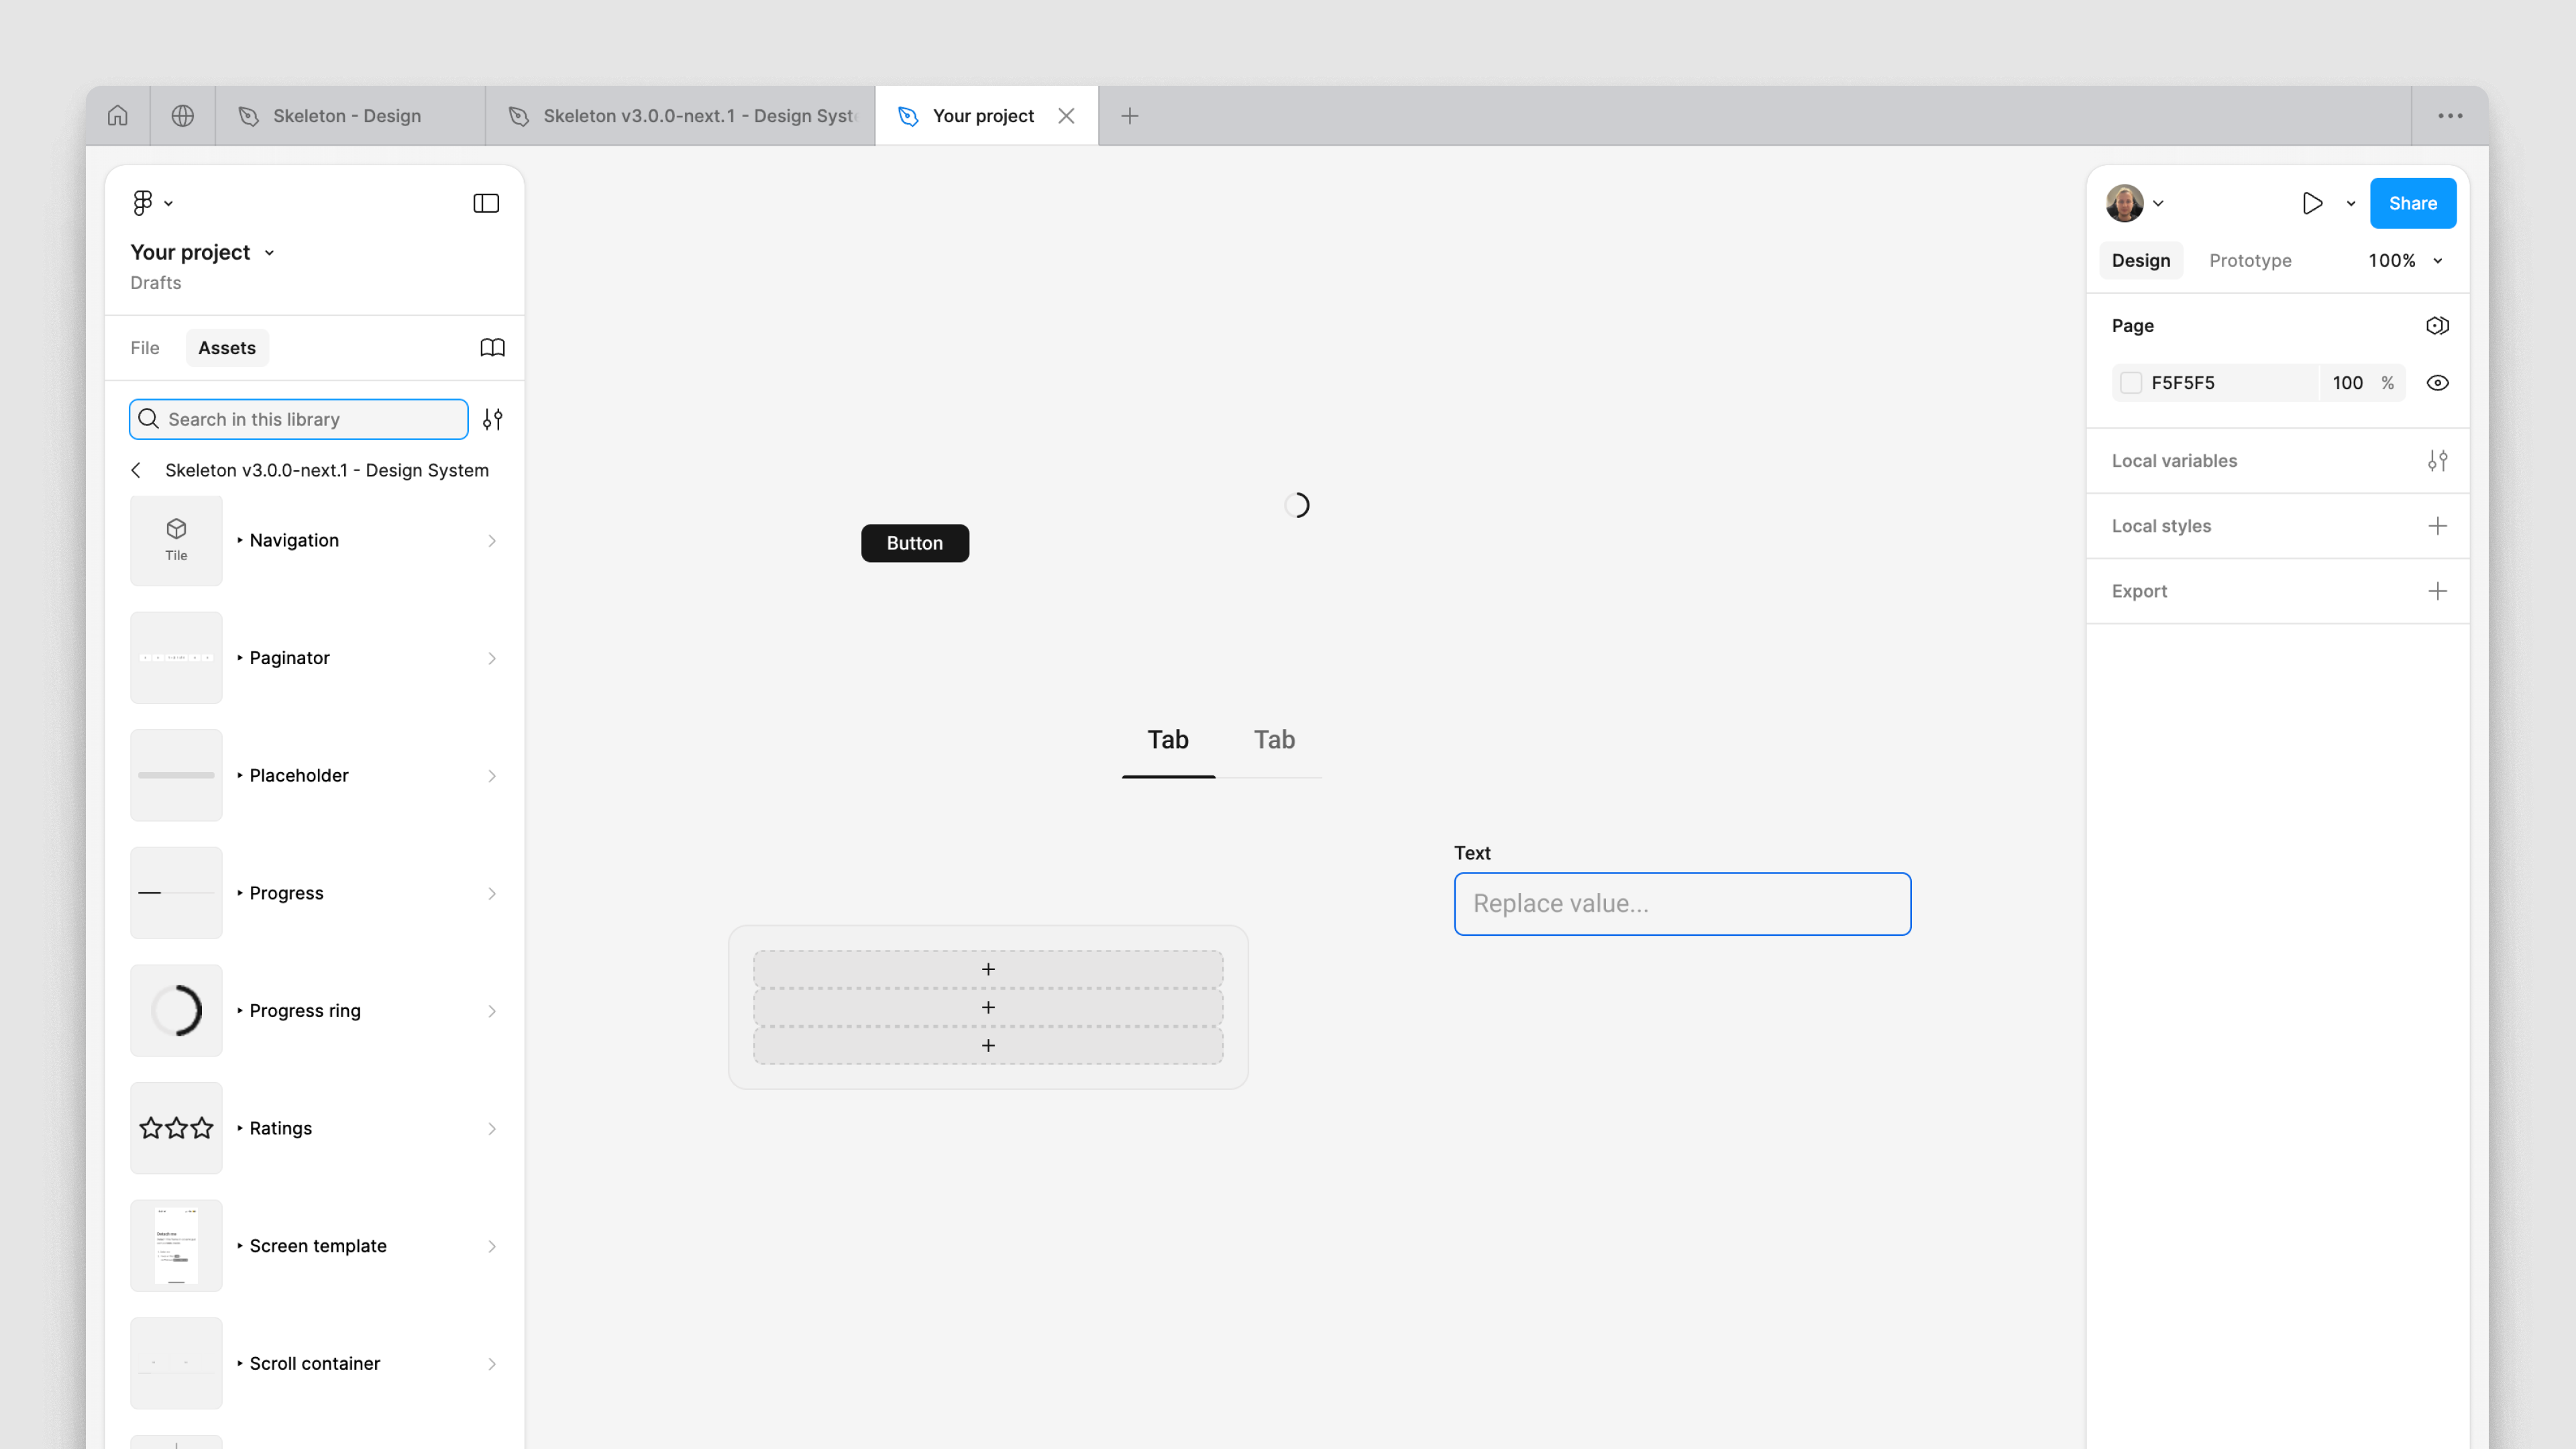 Skeleton - Design
Skeleton v3.0.0-next.1 - Design Syst
Your project
Your project
Drafts
File
Assets
Search in this library
Skeleton v3.0.0-next.1 - Design System
Tile
Navigation
Paginator
Placeholder
Progress
Progress ring
Ratings
Screen template
Scroll container
Button
Tab
Tab
Text
Replace value...
Share
Design
Prototype
100%
Page
F5F5F5
100 %
Local variables
Local styles
Export